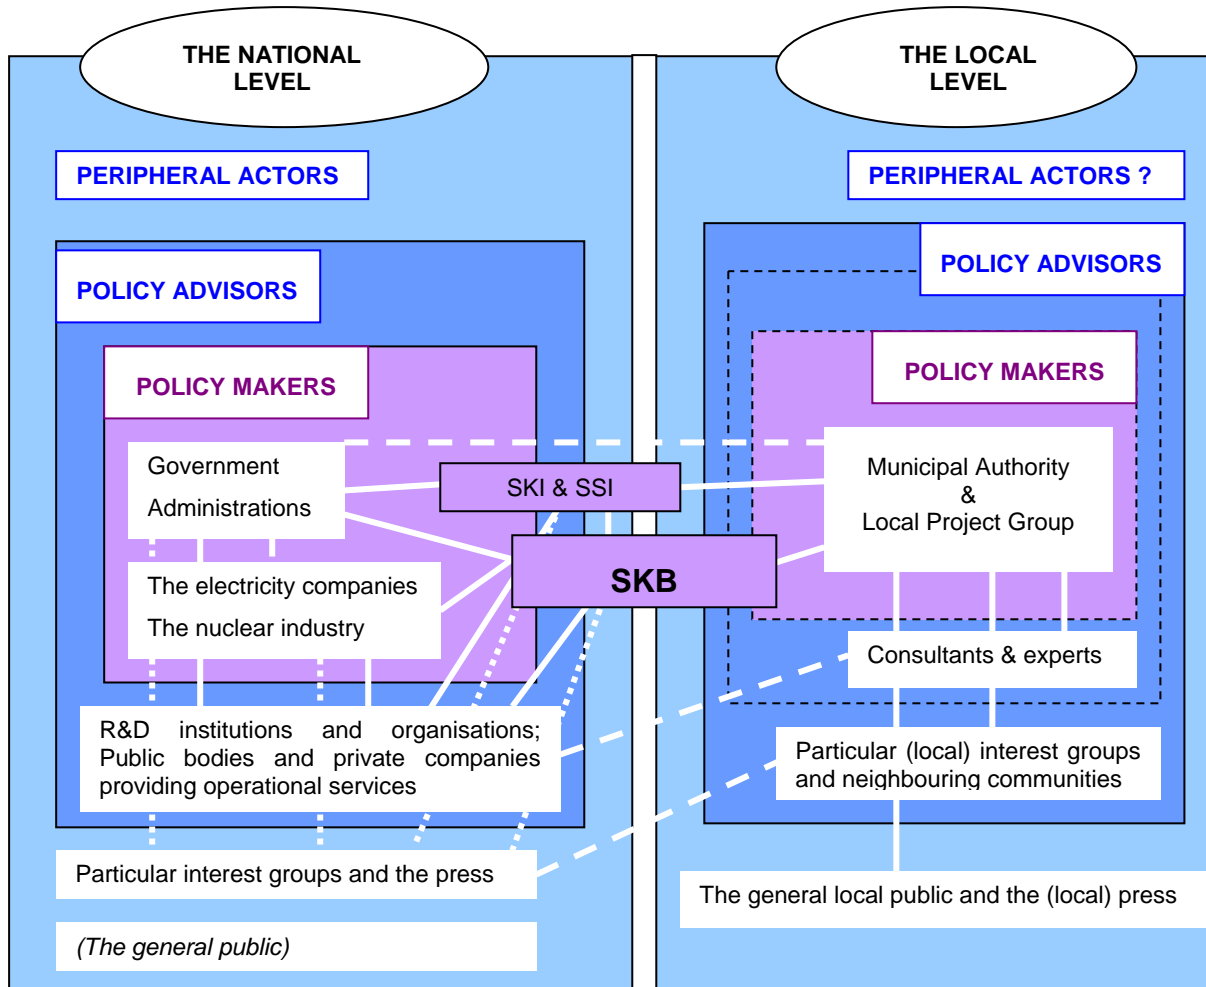 THE NATIONAL
LEVEL
PERIPHERAL ACTORS
POLICY ADVISORS
POLICY MAKERS
Government
Administrations
SKI & SSI
SKB
The electricity companies
The nuclear industry
R&D institutions and organisations;
Public bodies and private companies
providing operational services
Particular interest groups and the press
(The general public)
THE LOCAL
LEVEL
PERIPHERAL ACTORS ?
POLICY ADVISORS
POLICY MAKERS
Municipal Authority
&
Local Project Group
Consultants & experts
Particular (local) interest groups
and neighbouring communities
The general local public and the (local) press